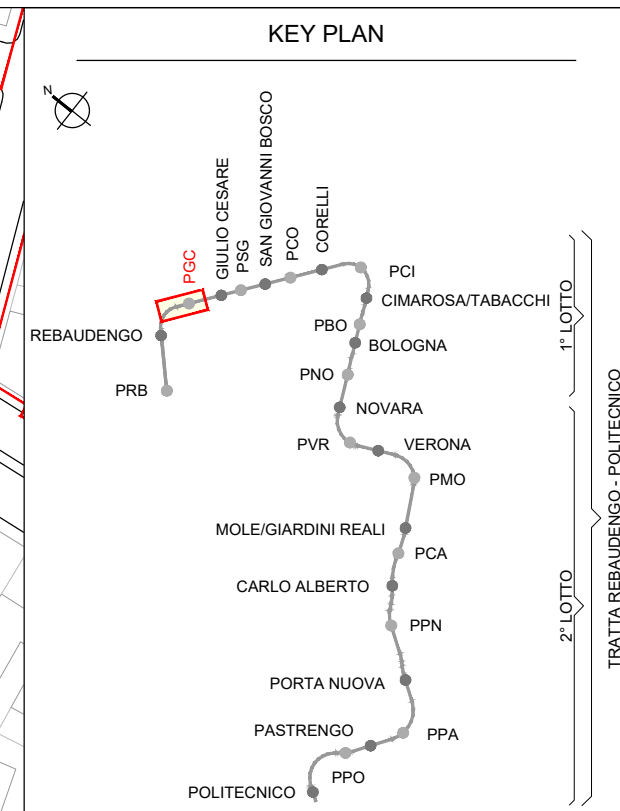 KEY PLAN
N
PGC
GIULIO CESARE
PSG
SAN GIOVANNI BOSCO
PCO
CORELLI
PCI
CIMAROSA/TABACCHI
REBAUDENGO
PBO
BOLOGNA
PRB
PNO
NOVARA
PVR
VERONA
PMO
MOLE/GIARDINI REALI
PCA
CARLO ALBERTO
PPN
PORTA NUOVA
PPA
PASTRENGO
PPO
POLITECNICO
1° LOTTO
2° LOTTO
TRATTA REBAUDENGO - POLITECNICO